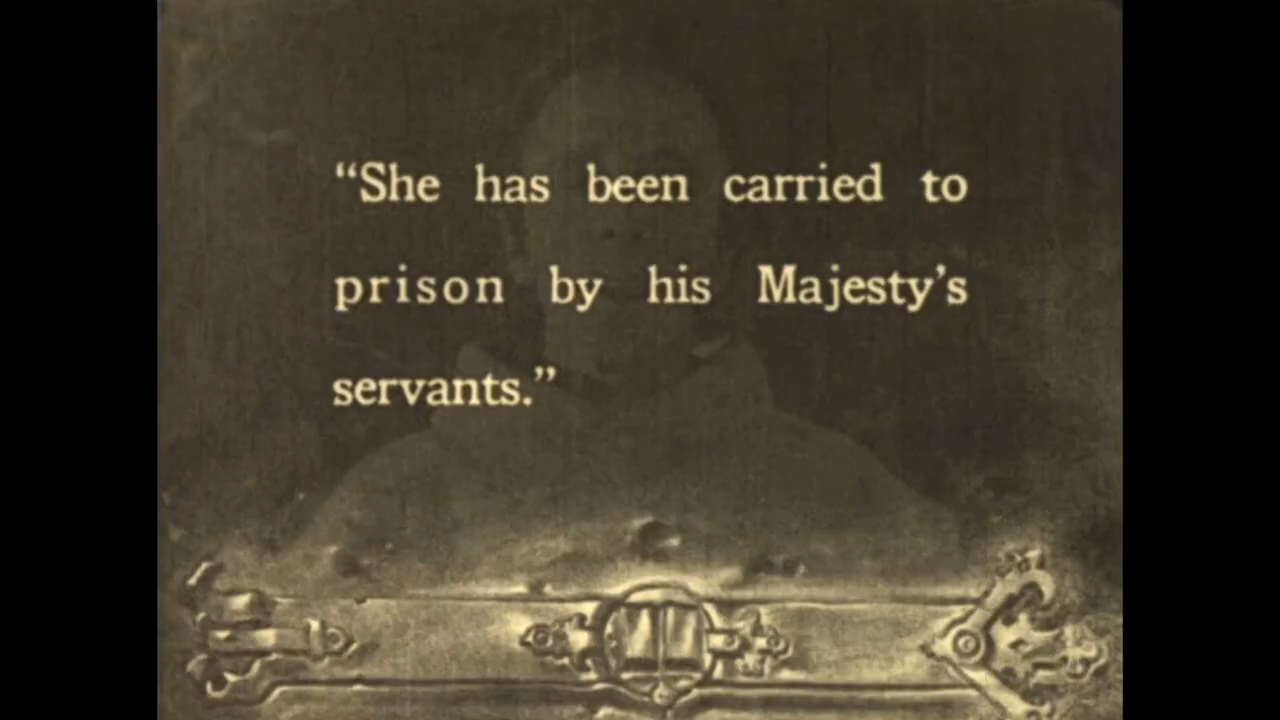 “She has been carried to
prison by his Majesty’s
servants.”